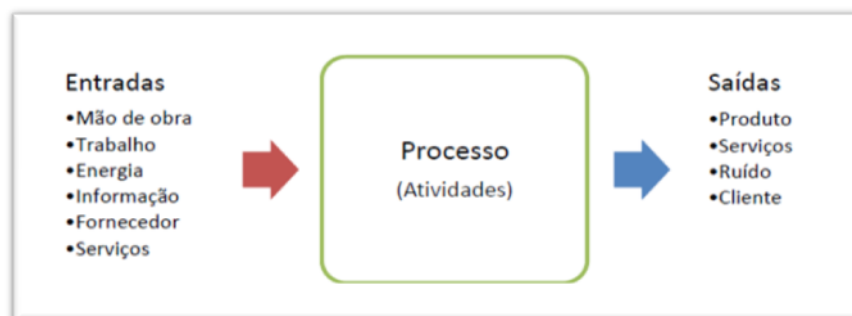 Entradas
•Mão de obra
•Trabalho
•Energia
•Informação
•Fornecedor
•Serviços
Processo
(Atividades)
Saídas
•Produto
•Serviços
•Ruído
•Cliente